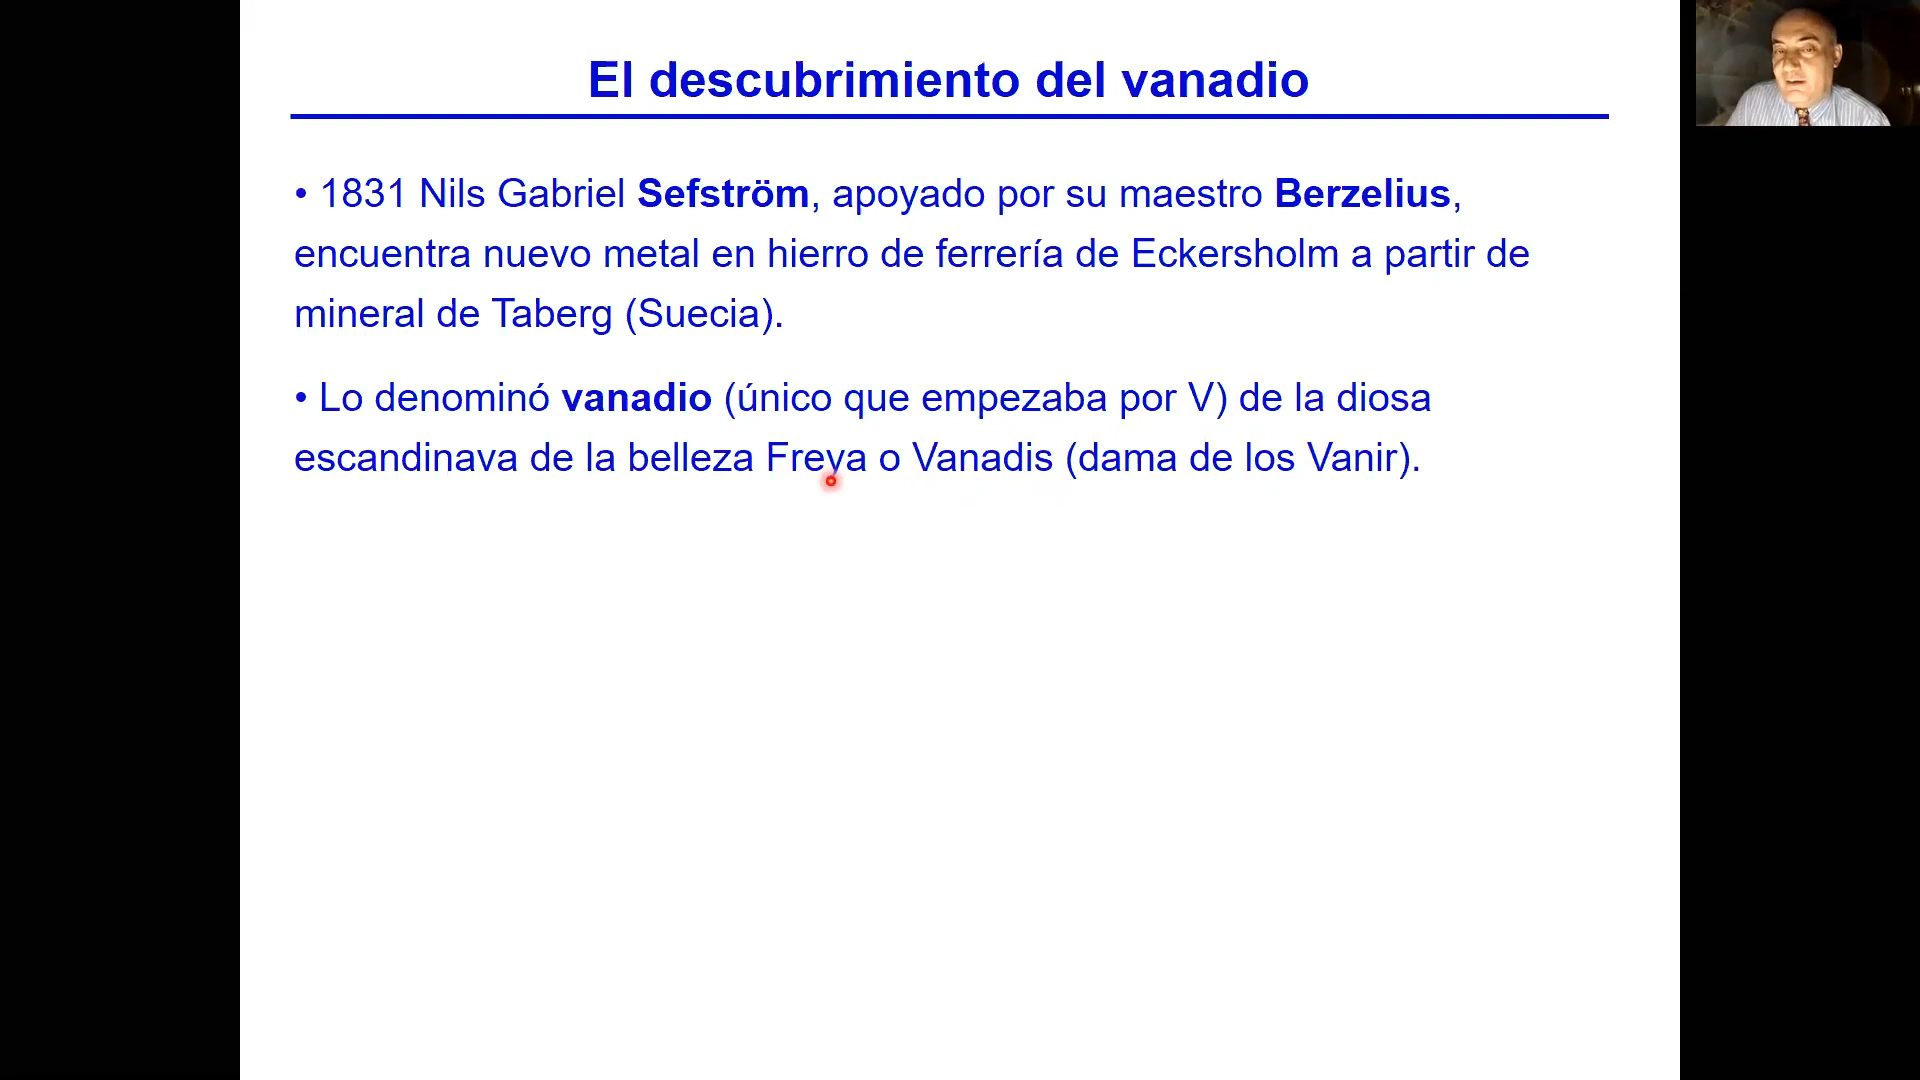 El descubrimiento del vanadio
• 1831 Nils Gabriel Sefström, apoyado por su maestro Berzelius,
encuentra nuevo metal en hierro de ferrería de Eckersholm a partir de
mineral de Taberg (Suecia).
• Lo denominó vanadio (único que empezaba por V) de la diosa
escandinava de la belleza Freya o Vanadis (dama de los Vanir).